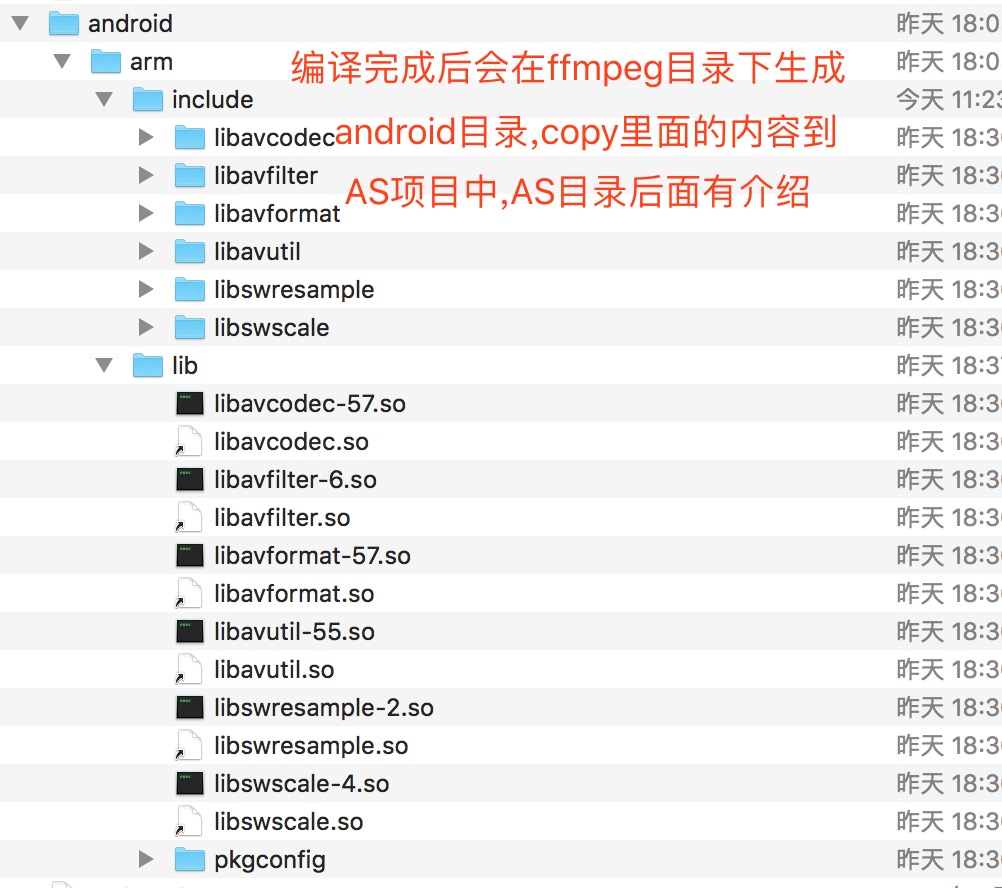 android 昨天 18:0
arm 昨天 18:0
编译完成后会在ffmpeg目录下生成
include 今天 11:23
libavcodec 昨天 18:3
android目录,copy里面的内容到
libavfilter 昨天 18:3
AS项目中,AS目录后面有介绍
libavformat 昨天 18:3
libavutil 昨天 18:3
libswresample 昨天 18:3
libswscale 昨天 18:3
lib 昨天 18:37
libavcodec-57.so 昨天 18:3
libavcodec.so 昨天 18:3
libavfilter-6.so 昨天 18:3
libavfilter.so 昨天 18:3
libavformat-57.so 昨天 18:3
libavformat.so 昨天 18:3
libavutil-55.so 昨天 18:3
libavutil.so 昨天 18:3
libswresample-2.so 昨天 18:3
libswresample.so 昨天 18:3
libswscale-4.so 昨天 18:3
libswscale.so 昨天 18:3
pkgconfig 昨天 18:3